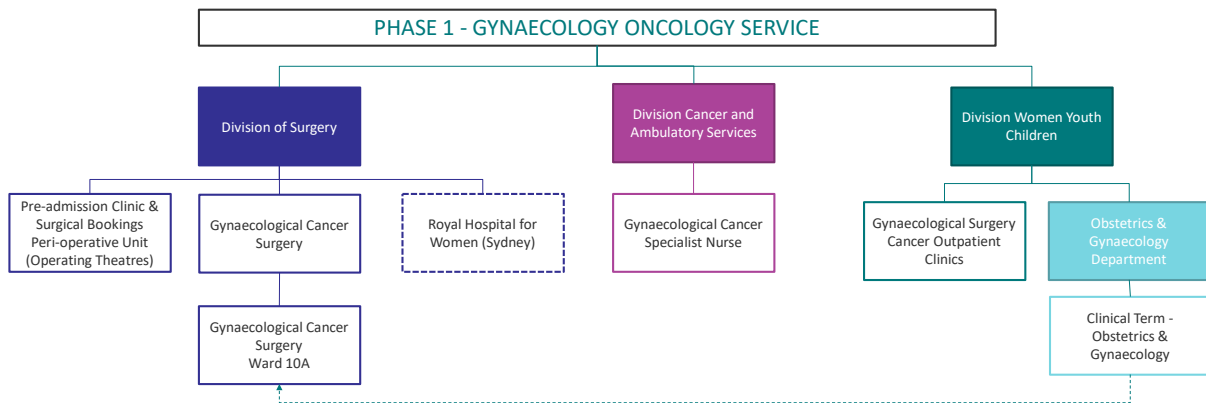 PHASE 1 - GYNAECOLOGY ONCOLOGY SERVICE
Division of Surgery
Division Cancer and
Ambulatory Services
Division Women Youth
Children
Pre-admission Clinic &
Surgical Bookings
Peri-operative Unit
(Operating Theatres)
Gynaecological Cancer
Surgery
Royal Hospital for
Women (Sydney)
Gynaecological Cancer
Specialist Nurse
Gynaecological Surgery
Cancer Outpatient
Clinics
Obstetrics &
Gynaecology
Department
Gynaecological Cancer
Surgery
Ward 10A
Clinical Term -
Obstetrics &
Gynaecology